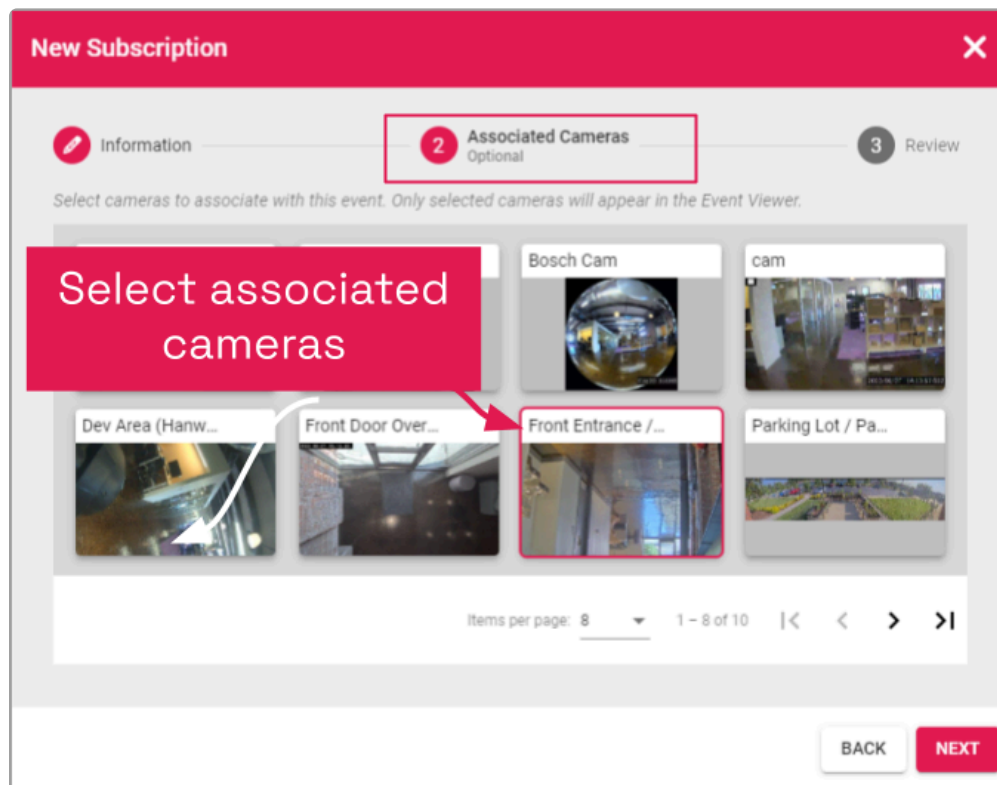 New Subscription
Information
2
Associated Cameras
Optional
3
Review
Select cameras to associate with this event. Only selected cameras will appear in the Event Viewer.
Select associated
cameras
Bosch Cam
cam
Dev Area (Hanw...
Front Door Over...
Front Entrance /...
Parking Lot / Pa...
Items per page: 8
1 – 8 of 10
BACK
NEXT